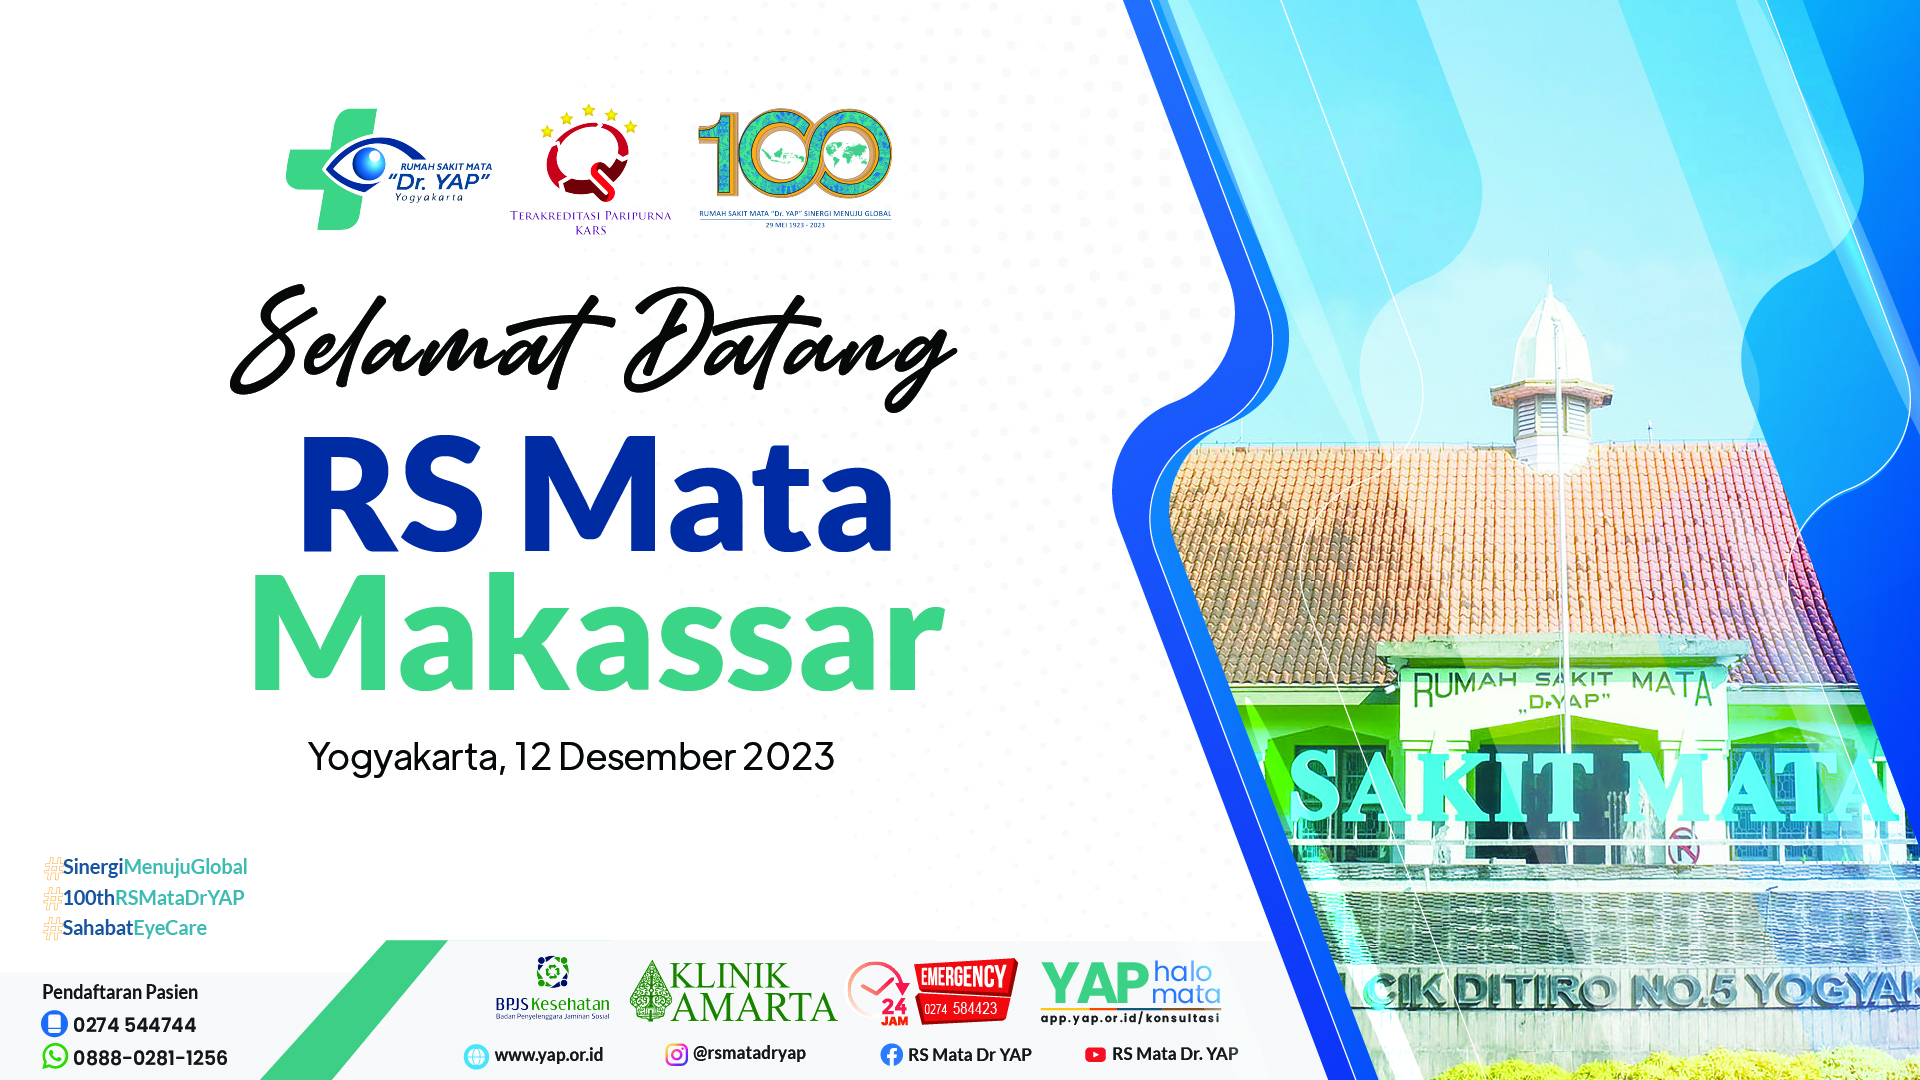 RUMAH SAKIT MATA
"Dr. YAP"
Yogyakarta
TERAKREDITASI PARIPURNA
KARS
100
RUMAH SAKIT MATA "Dr. YAP" SINERGI MENUJU GLOBAL
29 MEI 1923 - 2023
Selamat Datang
RS Mata
Makassar
Yogyakarta, 12 Desember 2023
RUMAH SAKIT MATA
„Dr.YAP”
SAKIT MATA
CIK DITIRO NO.5 YOGYAK
#SinergiMenujuGlobal
#100thRSMataDrYAP
#SahabatEyeCare
Pendaftaran Pasien
0274 544744
0888-0281-1256
BPJS Kesehatan
Badan Penyelenggara Jaminan Sosial
KLINIK
AMARTA
24
JAM
EMERGENCY
0274 584423
YAP halo
mata
app.yap.or.id/konsultasi
www.yap.or.id
@rsmatadryap
RS Mata Dr YAP
RS Mata Dr. YAP